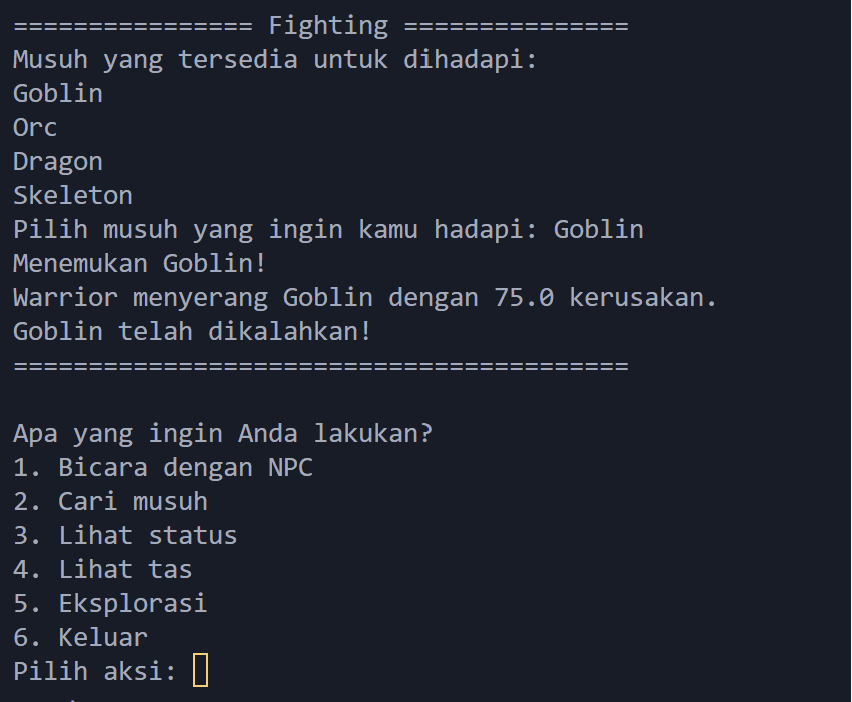 ================ Fighting ===============
Musuh yang tersedia untuk dihadapi:
Goblin
Orc
Dragon
Skeleton
Pilih musuh yang ingin kamu hadapi: Goblin
Menemukan Goblin!
Warrior menyerang Goblin dengan 75.0 kerusakan.
Goblin telah dikalahkan!
=========================================
Apa yang ingin Anda lakukan?
1. Bicara dengan NPC
2. Cari musuh
3. Lihat status
4. Lihat tas
5. Eksplorasi
6. Keluar
Pilih aksi: